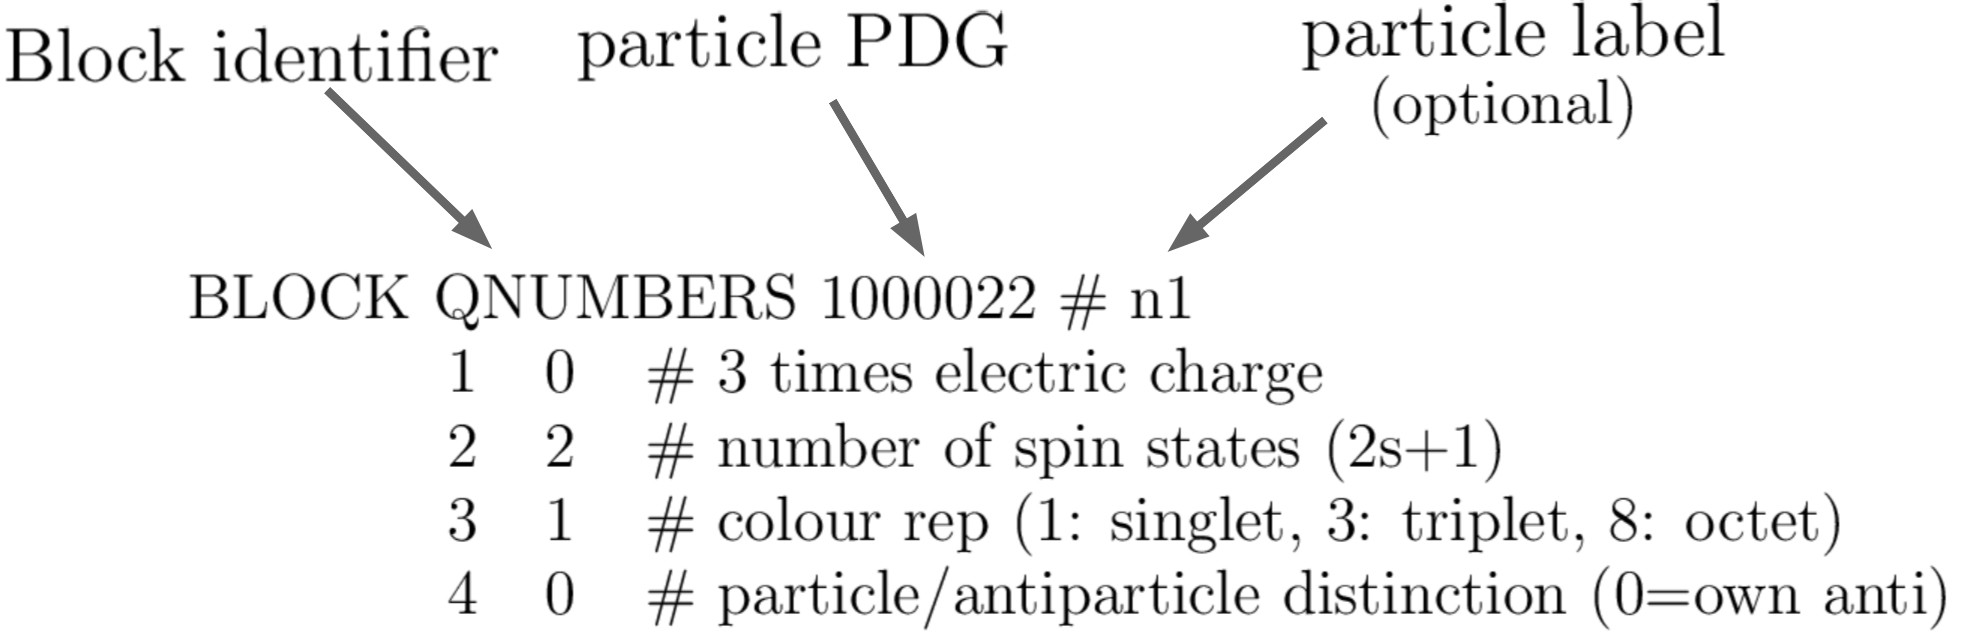 Block identifier particle PDG particle label
(optional)
BLOCK QNUMBERS 1000022 # n1
1 0 # 3 times electric charge
2 2 # number of spin states (2s+1)
3 1 # colour rep (1: singlet, 3: triplet, 8: octet)
4 0 # particle/antiparticle distinction (0=own anti)